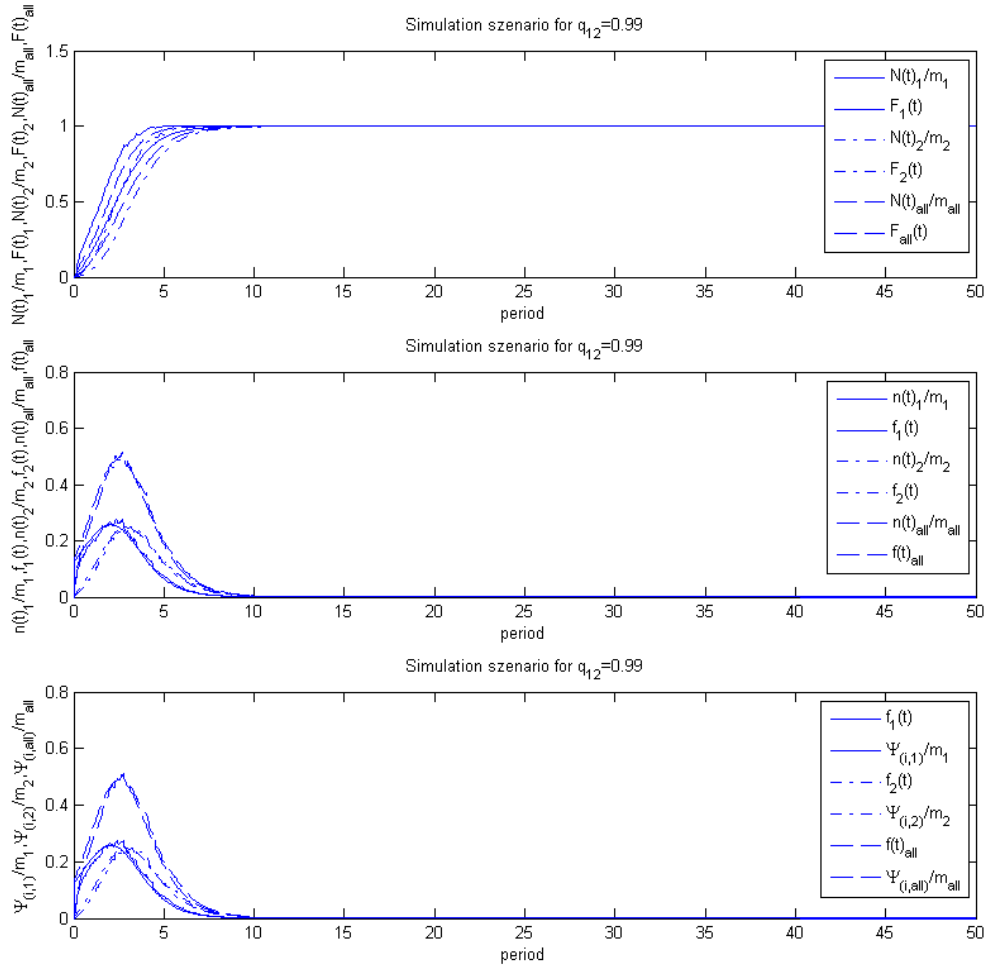 Simulation szenario for q12=0.99
N(t)1/m1,F(t)1,N(t)2/m2,F(t)2,N(t)all/mall,F(t)all
1.5
1
0.5
0
0 5 10 15 20 25 30 35 40 45 50
period
N(t)1/m1
F1(t)
N(t)2/m2
F2(t)
N(t)all/mall
Fall(t)
Simulation szenario for q12=0.99
n(t)1/m1,f1(t),n(t)2/m2,f2(t),n(t)all/mall,f(t)all
0.8
0.6
0.4
0.2
0
0 5 10 15 20 25 30 35 40 45 50
period
n(t)1/m1
f1(t)
n(t)2/m2
f2(t)
n(t)all/mall
f(t)all
Simulation szenario for q12=0.99
Ψ(i,1)/m1,Ψ(i,2)/m2,Ψ(i,all)/mall
0.8
0.6
0.4
0.2
0
0 5 10 15 20 25 30 35 40 45 50
period
f1(t)
Ψ(i,1)/m1
f2(t)
Ψ(i,2)/m2
f(t)all
Ψ(i,all)/mall